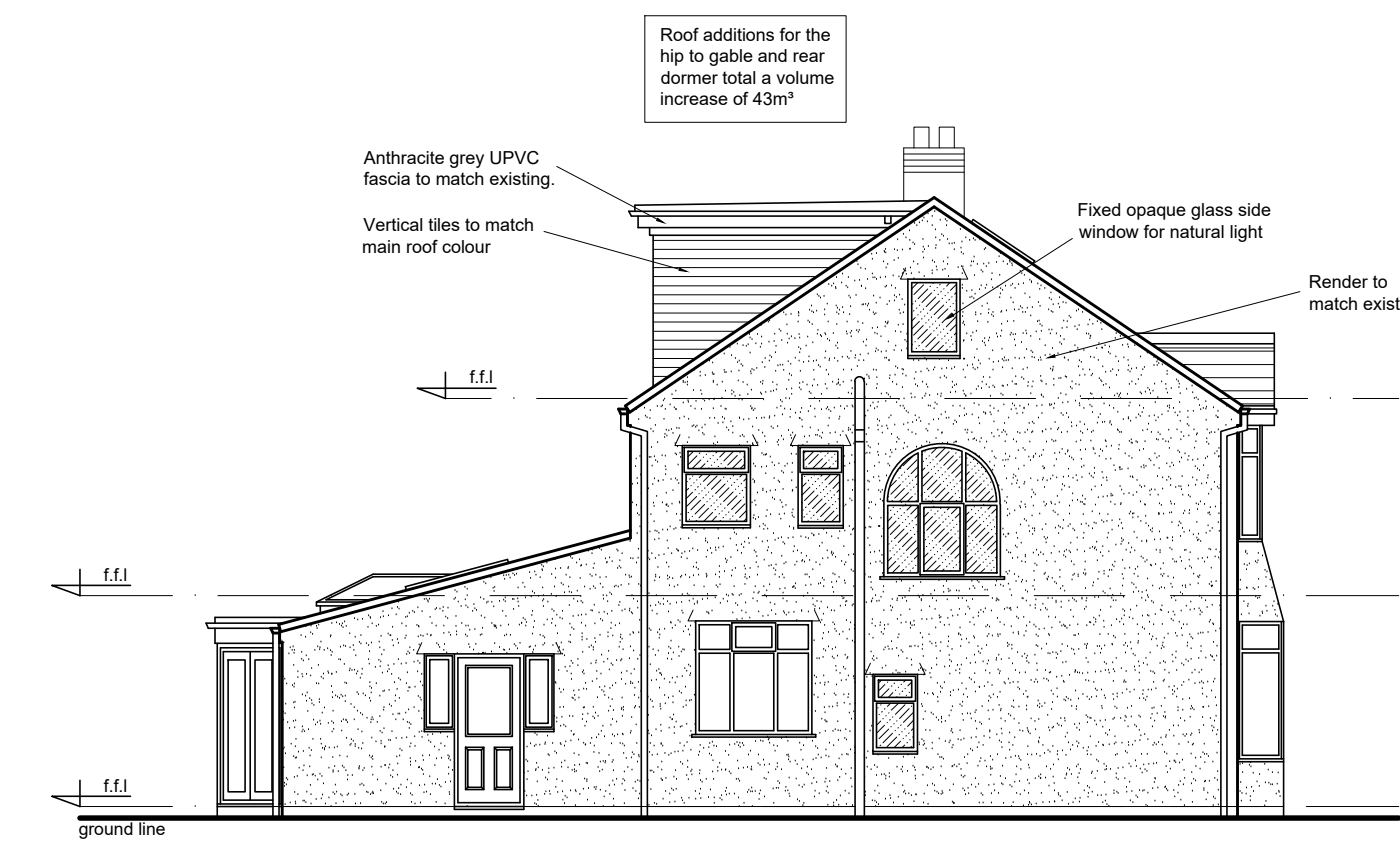 Roof additions for the
hip to gable and rear
dormer total a volume
increase of 43m³
Anthracite grey UPVC
fascia to match existing.
Vertical tiles to match
main roof colour
Fixed opaque glass side
window for natural light
Render to
match exist
f.f.l
f.f.l
f.f.l
ground line